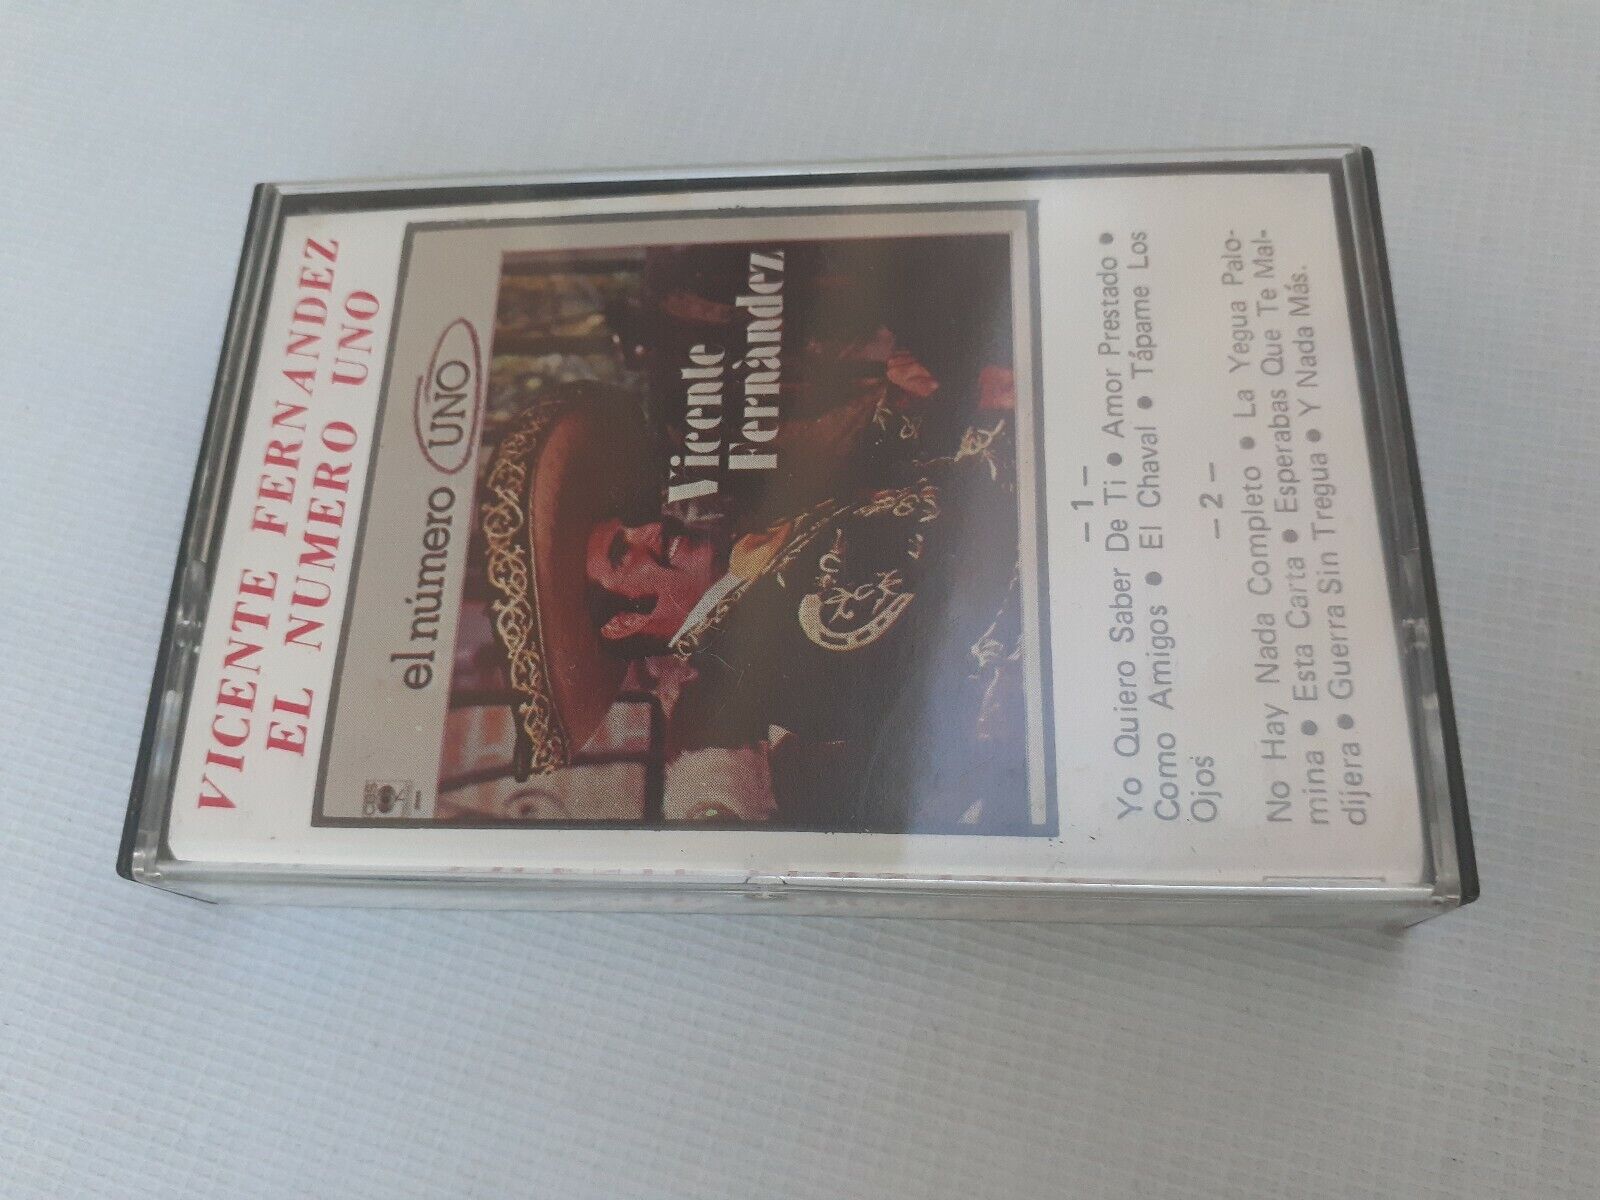 VICENTE FERNANDEZ
EL NUMERO UNO
el número UNO
CBS
Vicente
Fernàndez
— 1 —
Yo Quiero Saber De Ti ● Amor Prestado ●
Como Amigos ● El Chaval ● Tápame Los
Ojos
— 2 —
No Hay Nada Completo ● La Yegua Palo-
mina ● Esta Carta ● Esperabas Que Te Mal-
dijera ● Guerra Sin Tregua ● Y Nada Más.